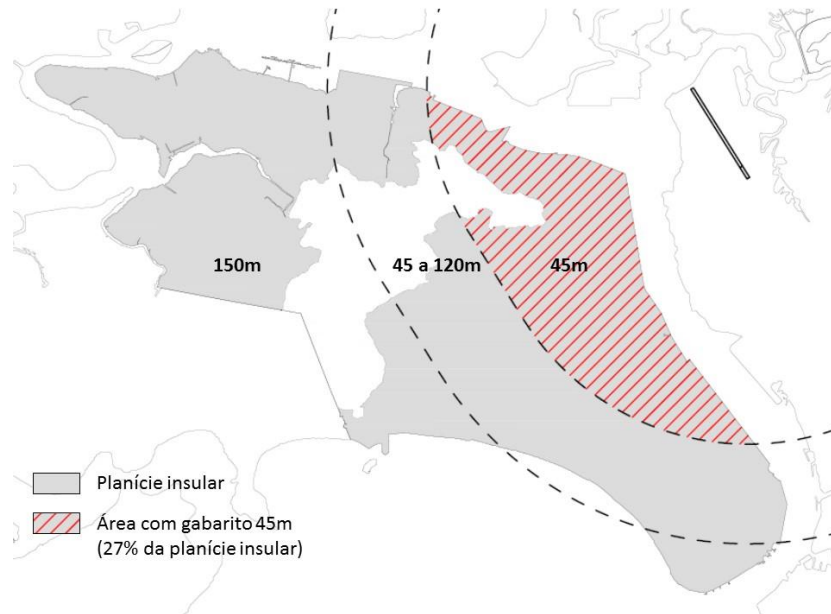 150m
45 a 120m
45m
Planície insular
Área com gabarito 45m
(27% da planície insular)